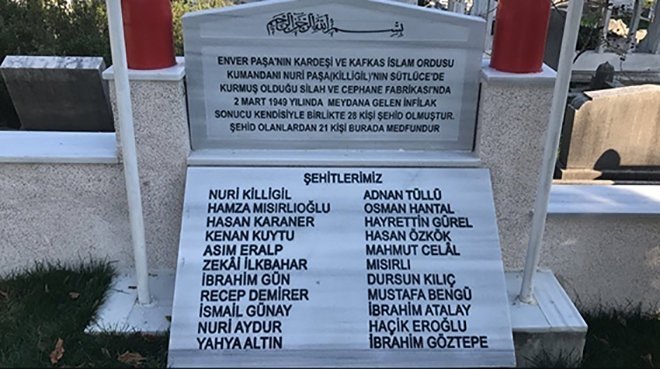 بسم الله الرحمن الرحيم
ENVER PAŞA'NIN KARDEŞİ VE KAFKAS İSLAM ORDUSU
KUMANDANI NURİ PAŞA(KİLLİGİL)'NIN SÜTLÜCE'DE
KURMUŞ OLDUĞU SİLAH VE CEPHANE FABRİKASI'NDA
2 MART 1949 YILINDA MEYDANA GELEN İNFİLAK
SONUCU KENDİSİYLE BİRLİKTE 28 KİŞİ ŞEHİD OLMUŞTUR.
ŞEHİD OLANLARDAN 21 KİŞİ BURADA MEDFUNDUR
ŞEHİTLERİMİZ
NURİ KİLLİGİL
HAMZA MISIRLIOĞLU
HASAN KARANER
KENAN KUYTU
ASIM ERALP
ZEKÂİ İLKBAHAR
İBRAHİM GÜN
RECEP DEMİRER
İSMAİL GÜNAY
NURİ AYDUR
YAHYA ALTIN
ADNAN TÜLLÜ
OSMAN HANTAL
HAYRETTİN GÜREL
HASAN ÖZKÖK
MAHMUT CELÂL
MISIRLI
DURSUN KILIÇ
MUSTAFA BENGÜ
İBRAHİM ATALAY
HAÇİK EROĞLU
İBRAHİM GÖZTEPE